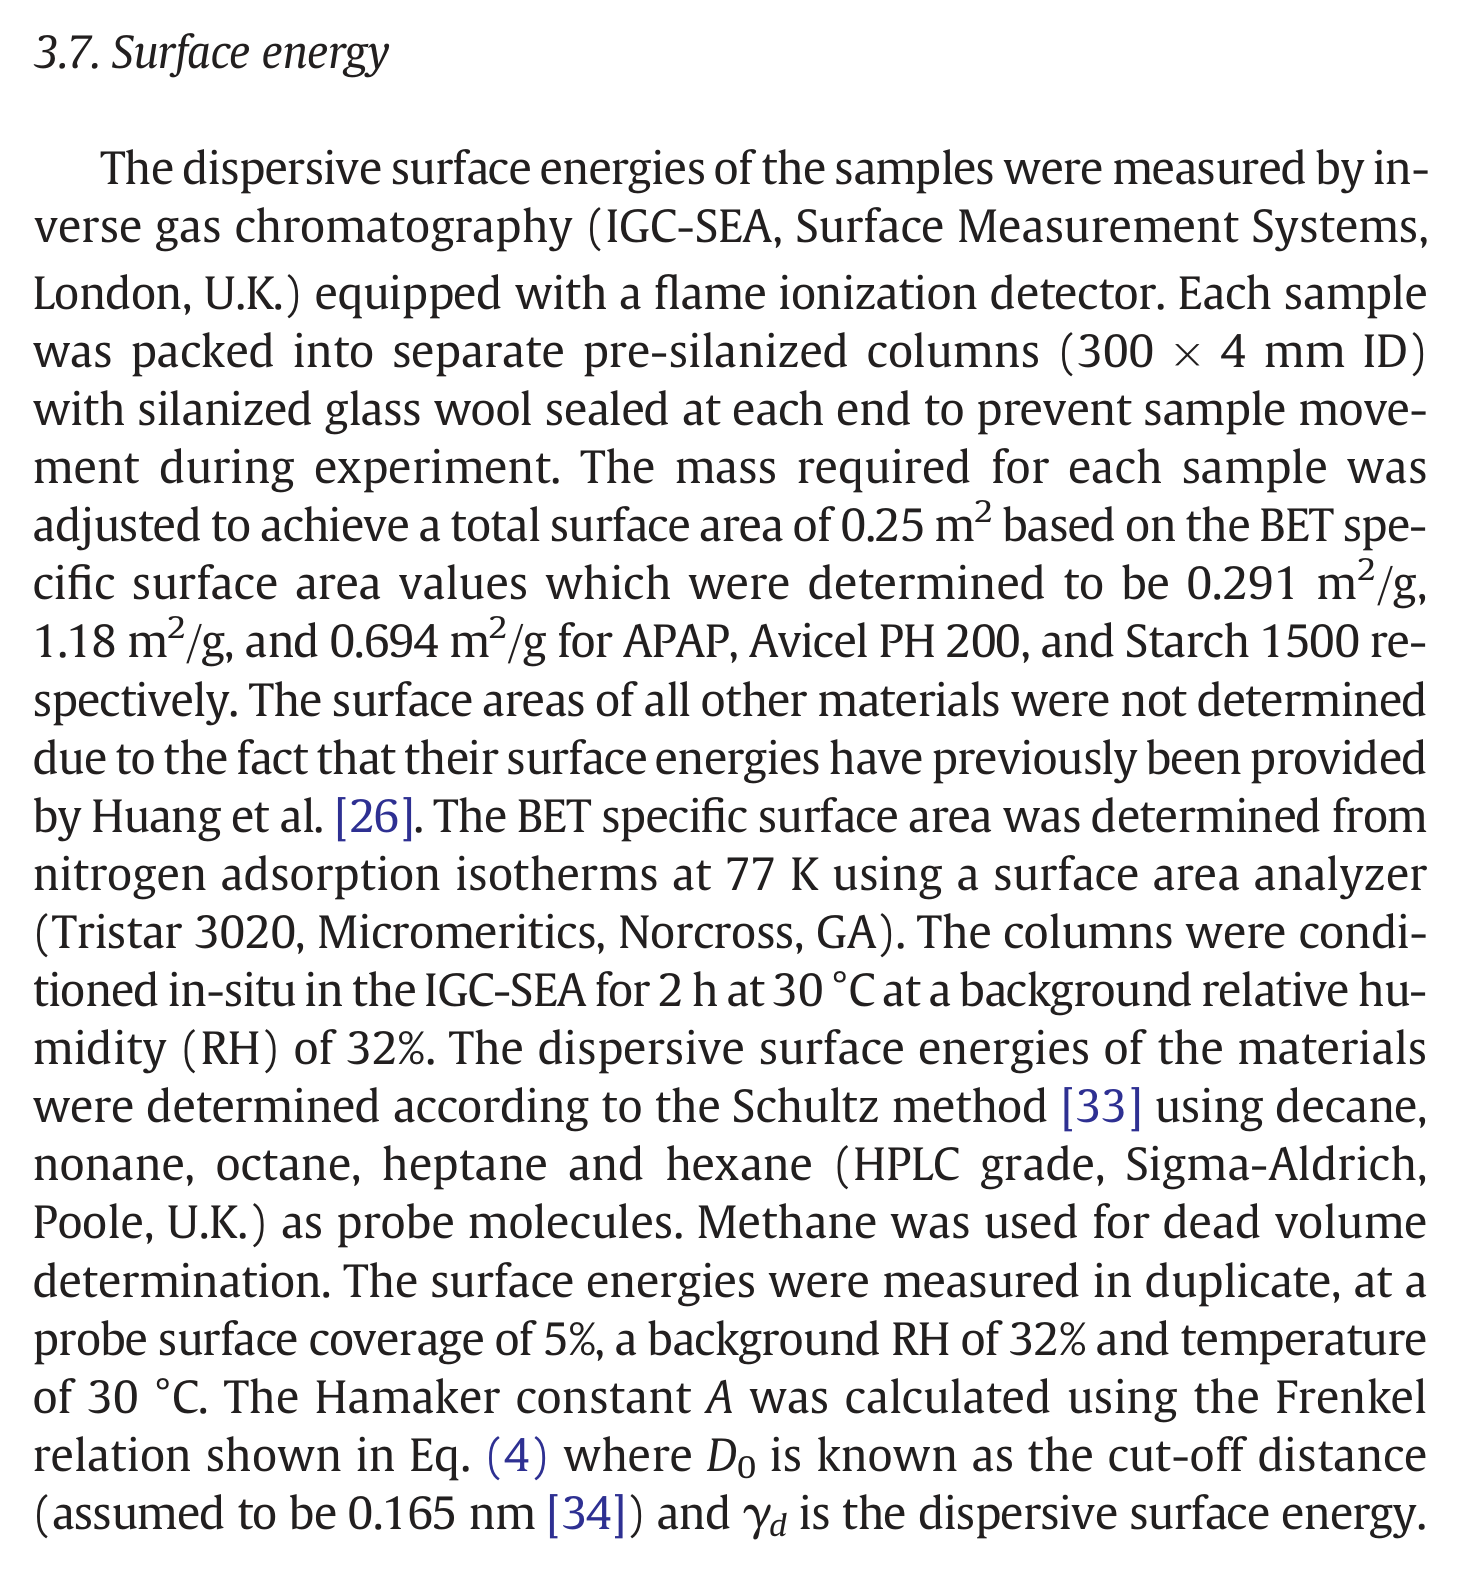 3.7. Surface energy
The dispersive surface energies of the samples were measured by in-
verse gas chromatography (IGC-SEA, Surface Measurement Systems,
London, U.K.) equipped with a flame ionization detector. Each sample
was packed into separate pre-silanized columns (300 × 4 mm ID)
with silanized glass wool sealed at each end to prevent sample move-
ment during experiment. The mass required for each sample was
adjusted to achieve a total surface area of 0.25 m² based on the BET spe-
cific surface area values which were determined to be 0.291 m²/g,
1.18 m²/g, and 0.694 m²/g for APAP, Avicel PH 200, and Starch 1500 re-
spectively. The surface areas of all other materials were not determined
due to the fact that their surface energies have previously been provided
by Huang et al. [26]. The BET specific surface area was determined from
nitrogen adsorption isotherms at 77 K using a surface area analyzer
(Tristar 3020, Micromeritics, Norcross, GA). The columns were condi-
tioned in-situ in the IGC-SEA for 2 h at 30 °C at a background relative hu-
midity (RH) of 32%. The dispersive surface energies of the materials
were determined according to the Schultz method [33] using decane,
nonane, octane, heptane and hexane (HPLC grade, Sigma-Aldrich,
Poole, U.K.) as probe molecules. Methane was used for dead volume
determination. The surface energies were measured in duplicate, at a
probe surface coverage of 5%, a background RH of 32% and temperature
of 30 °C. The Hamaker constant A was calculated using the Frenkel
relation shown in Eq. (4) where D₀ is known as the cut-off distance
(assumed to be 0.165 nm [34]) and γd is the dispersive surface energy.